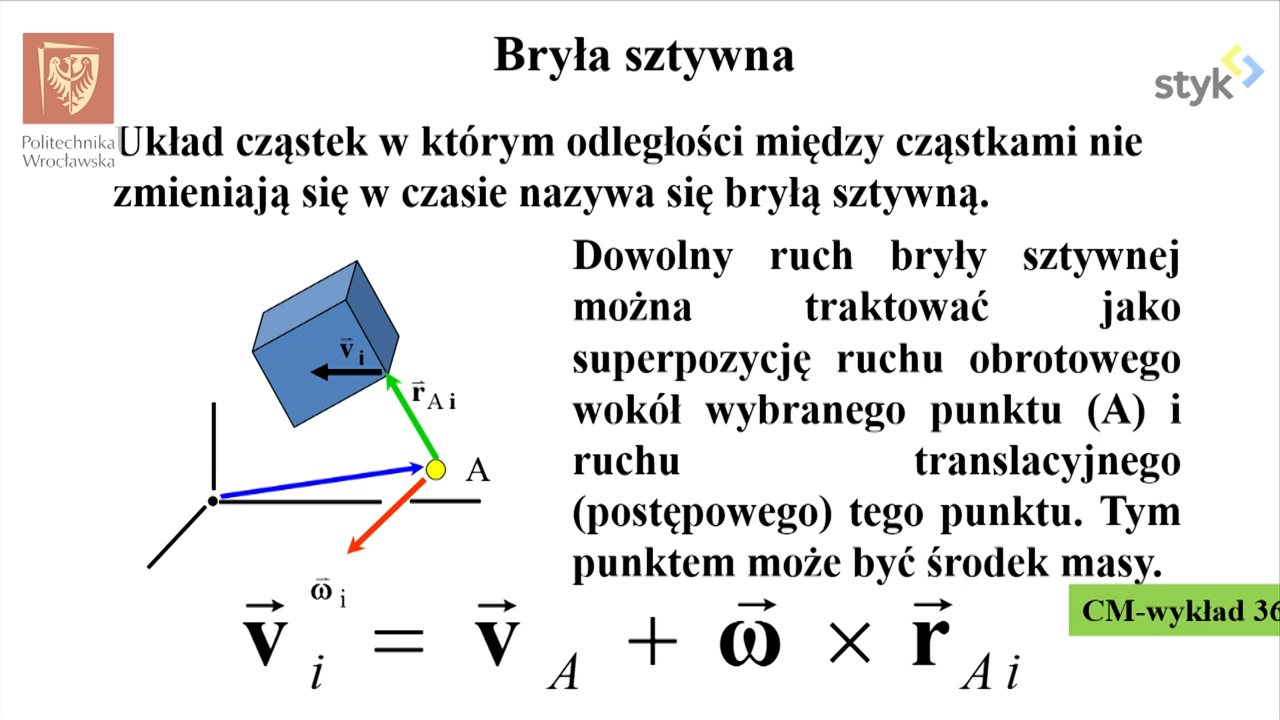 Bryła sztywna
styk
Politechnika
Wrocławska
Układ cząstek w którym odległości między cząstkami nie
zmieniają się w czasie nazywa się bryłą sztywną.
Dowolny ruch bryły sztywnej
można traktować jako
superpozycję ruchu obrotowego
wokół wybranego punktu (A) i
ruchu translacyjnego
(postępowego) tego punktu. Tym
punktem może być środek masy.
v⃗ i
r⃗ A i
A
ω⃗ i
CM-wykład 36
v⃗ i = v⃗ A + ω⃗ × r⃗ A i